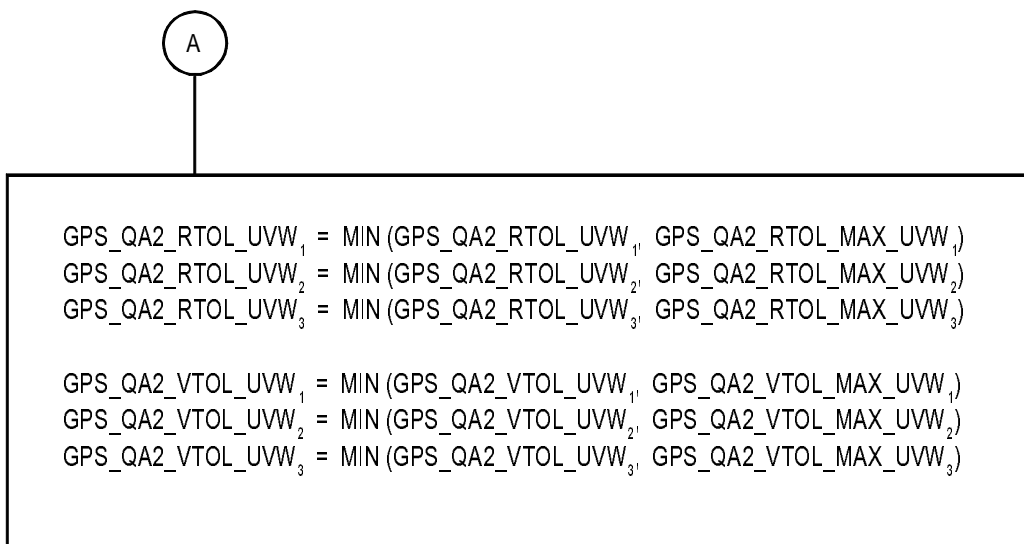 A
GPS_QA2_RTOL_UVW₁ = MIN (GPS_QA2_RTOL_UVW₁, GPS_QA2_RTOL_MAX_UVW₁)
GPS_QA2_RTOL_UVW₂ = MIN (GPS_QA2_RTOL_UVW₂, GPS_QA2_RTOL_MAX_UVW₂)
GPS_QA2_RTOL_UVW₃ = MIN (GPS_QA2_RTOL_UVW₃, GPS_QA2_RTOL_MAX_UVW₃)
GPS_QA2_VTOL_UVW₁ = MIN (GPS_QA2_VTOL_UVW₁, GPS_QA2_VTOL_MAX_UVW₁)
GPS_QA2_VTOL_UVW₂ = MIN (GPS_QA2_VTOL_UVW₂, GPS_QA2_VTOL_MAX_UVW₂)
GPS_QA2_VTOL_UVW₃ = MIN (GPS_QA2_VTOL_UVW₃, GPS_QA2_VTOL_MAX_UVW₃)